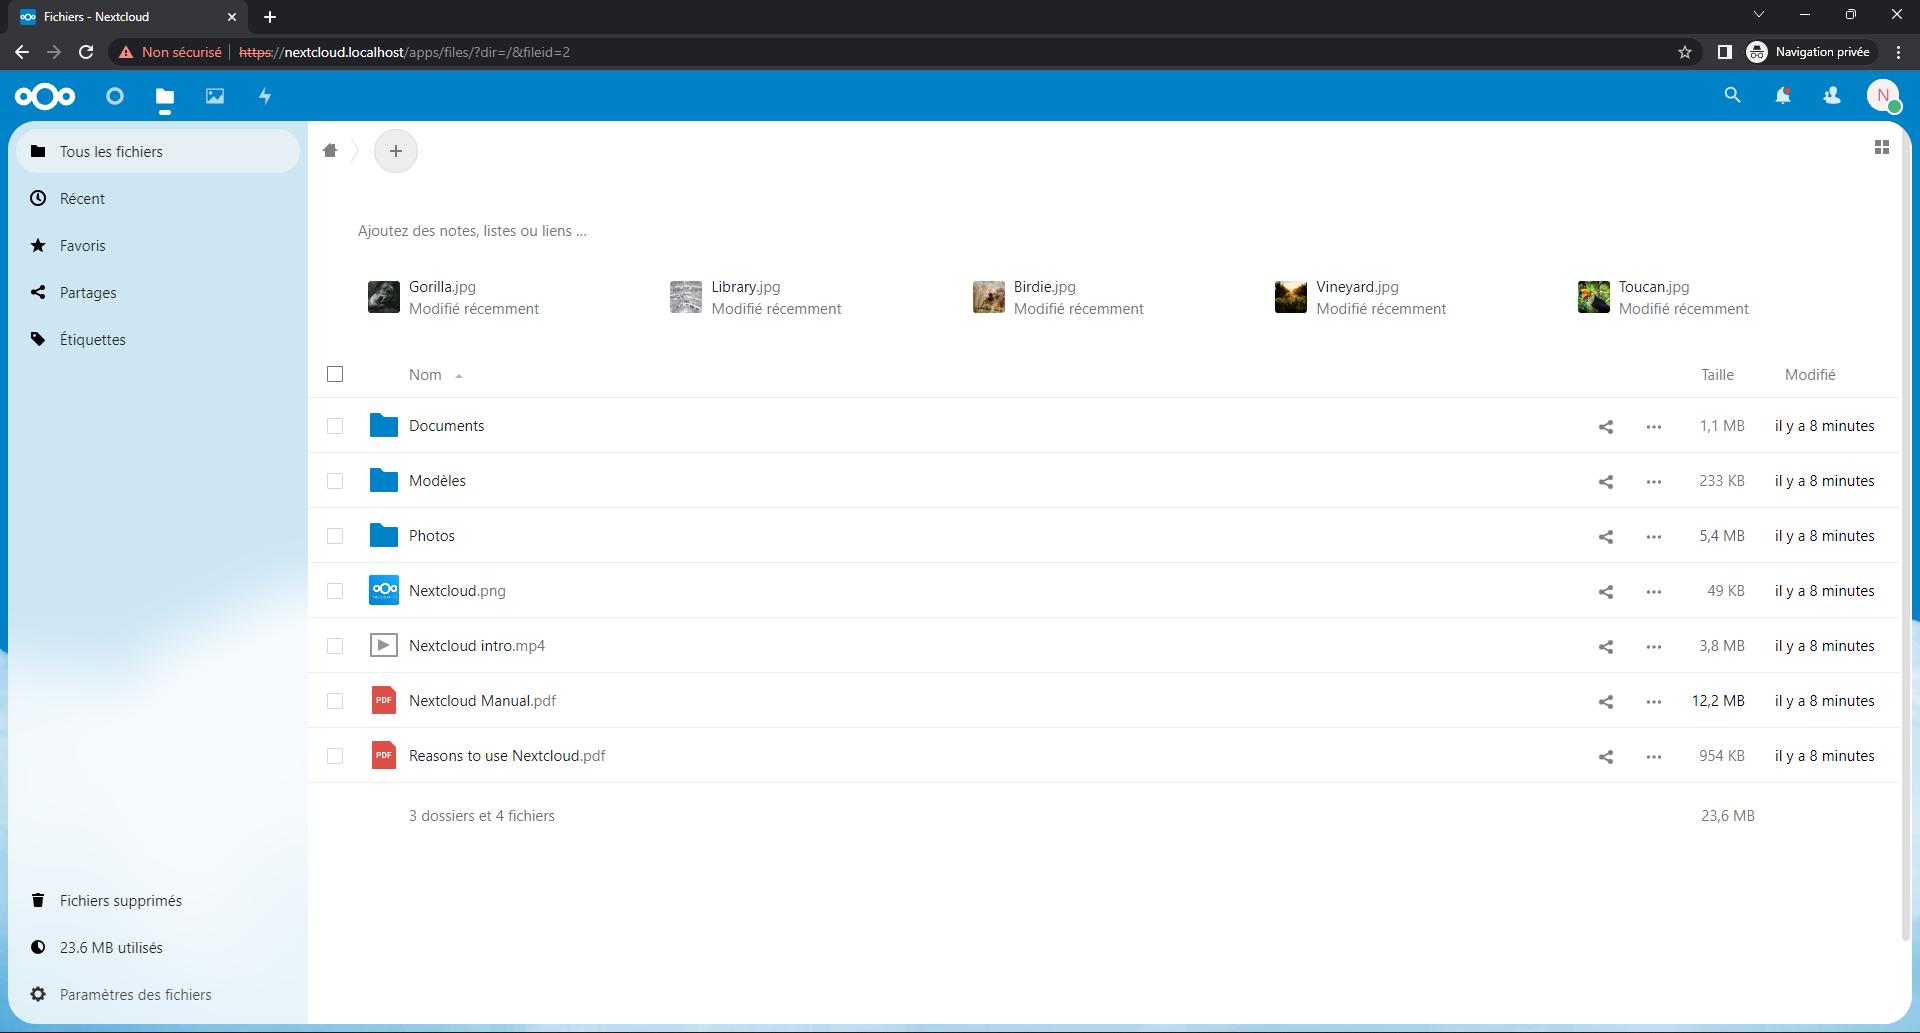 Fichiers - Nextcloud
Non sécurisé https://nextcloud.localhost/apps/files/?dir=/&fileid=2
Navigation privée
N
Tous les fichiers
Récent
Favoris
Partages
Étiquettes
Ajoutez des notes, listes ou liens ...
Gorilla.jpg
Modifié récemment
Library.jpg
Modifié récemment
Birdie.jpg
Modifié récemment
Vineyard.jpg
Modifié récemment
Toucan.jpg
Modifié récemment
Nom Taille Modifié
Documents 1,1 MB il y a 8 minutes
Modèles 233 KB il y a 8 minutes
Photos 5,4 MB il y a 8 minutes
Nextcloud.png 49 KB il y a 8 minutes
Nextcloud intro.mp4 3,8 MB il y a 8 minutes
PDF Nextcloud Manual.pdf 12,2 MB il y a 8 minutes
PDF Reasons to use Nextcloud.pdf 954 KB il y a 8 minutes
3 dossiers et 4 fichiers 23,6 MB
Fichiers supprimés
23.6 MB utilisés
Paramètres des fichiers